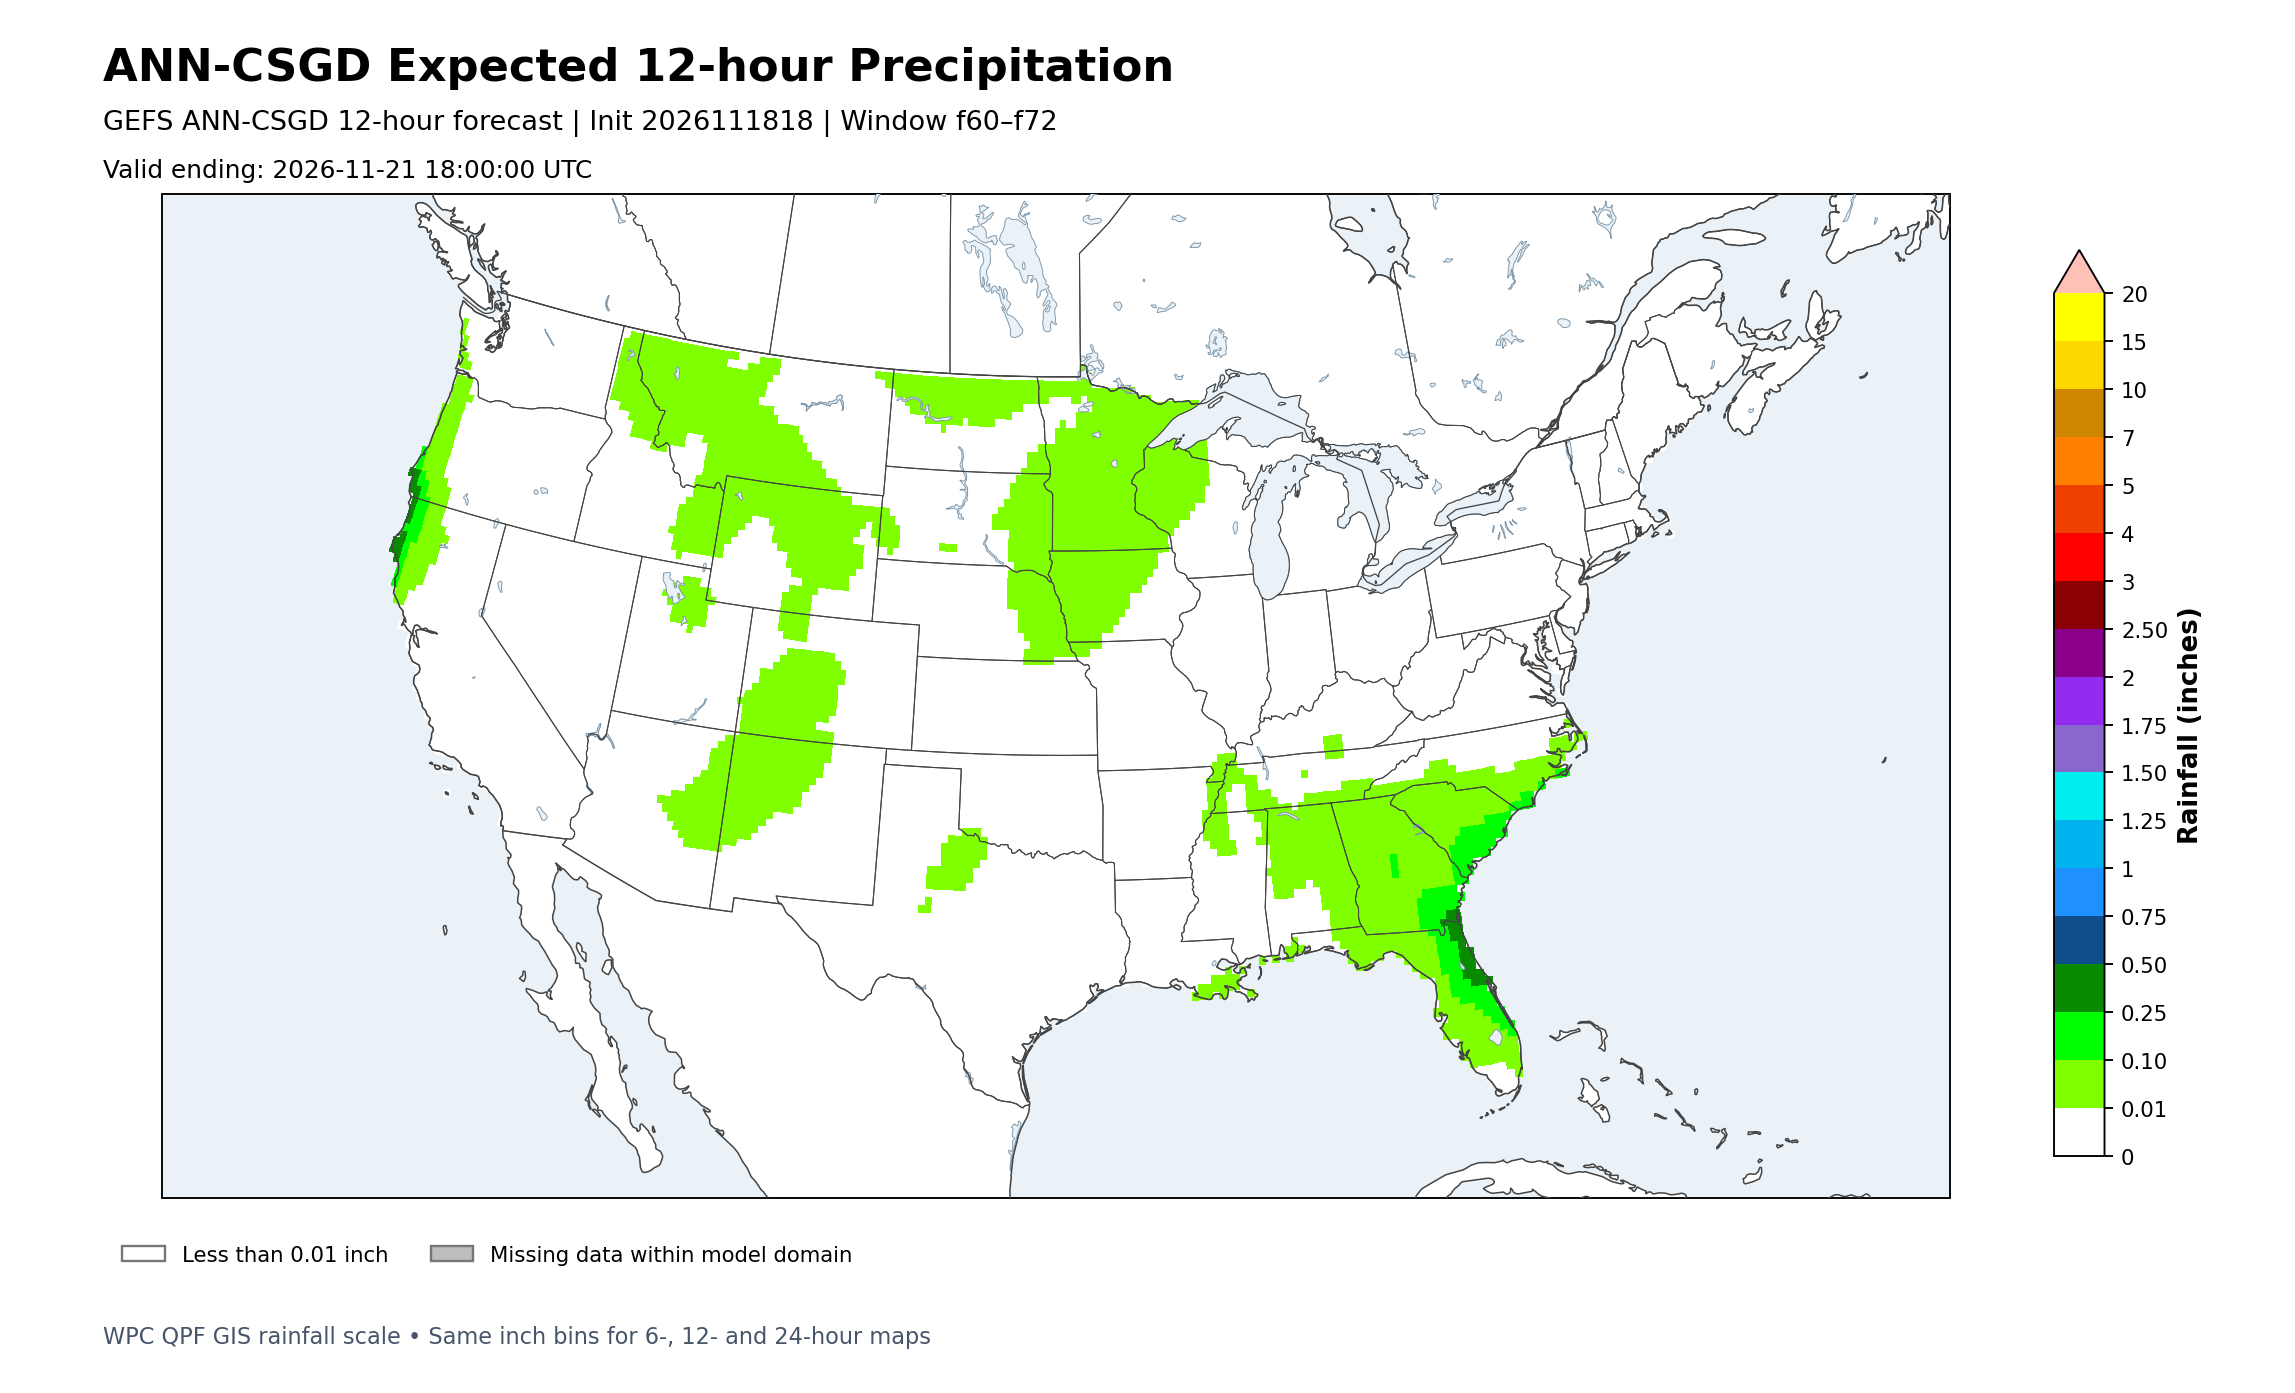 ANN-CSGD Expected 12-hour Precipitation
GEFS ANN-CSGD 12-hour forecast | Init 2026111818 | Window f60–f72
Valid ending: 2026-11-21 18:00:00 UTC
20
15
10
7
5
4
3
2.50
2
1.75
1.50
1.25
1
0.75
0.50
0.25
0.10
0.01
0
Rainfall (inches)
Less than 0.01 inch
Missing data within model domain
WPC QPF GIS rainfall scale • Same inch bins for 6-, 12- and 24-hour maps